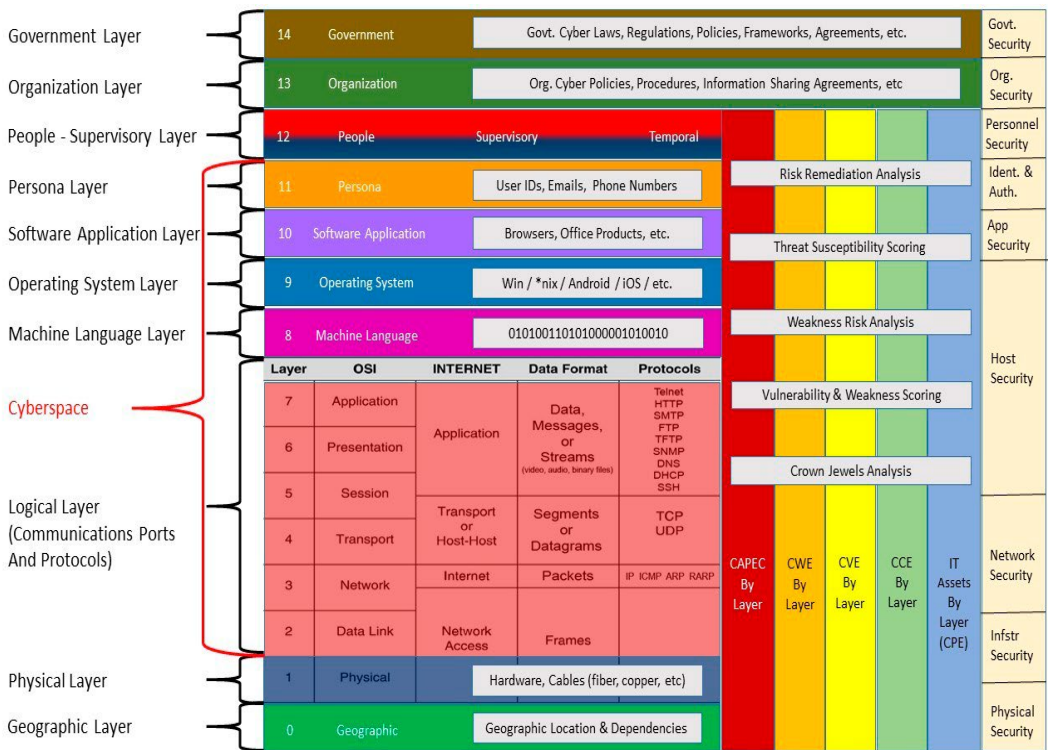 Government Layer
14 Government Govt. Cyber Laws, Regulations, Policies, Frameworks, Agreements, etc.
Govt.
Security
Organization Layer
13 Organization Org. Cyber Policies, Procedures, Information Sharing Agreements, etc
Org.
Security
People - Supervisory Layer
12 People Supervisory Temporal
Personnel
Security
Persona Layer
11 Persona User IDs, Emails, Phone Numbers
Risk Remediation Analysis
Ident. &
Auth.
Software Application Layer
10 Software Application Browsers, Office Products, etc.
Threat Susceptibility Scoring
App
Security
Operating System Layer
9 Operating System Win / *nix / Android / iOS / etc.
Machine Language Layer
8 Machine Language 010100110101000001010010
Weakness Risk Analysis
Host
Security
Layer OSI INTERNET Data Format Protocols
Cyberspace
Logical Layer
(Communications Ports
And Protocols)
7 Application
6 Presentation
5 Session
4 Transport
3 Network
2 Data Link
Application
Transport
or
Host-Host
Internet
Network
Access
Data,
Messages,
or
Streams
(video, audio, binary files)
Segments
or
Datagrams
Packets
Frames
Telnet
HTTP
SMTP
FTP
TFTP
SNMP
DNS
DHCP
SSH
TCP
UDP
IP ICMP ARP RARP
Vulnerability & Weakness Scoring
Crown Jewels Analysis
CAPEC
By
Layer
CWE
By
Layer
CVE
By
Layer
CCE
By
Layer
IT
Assets
By
Layer
(CPE)
Network
Security
Infstr
Security
Physical Layer
1 Physical Hardware, Cables (fiber, copper, etc)
Geographic Layer
0 Geographic Geographic Location & Dependencies
Physical
Security